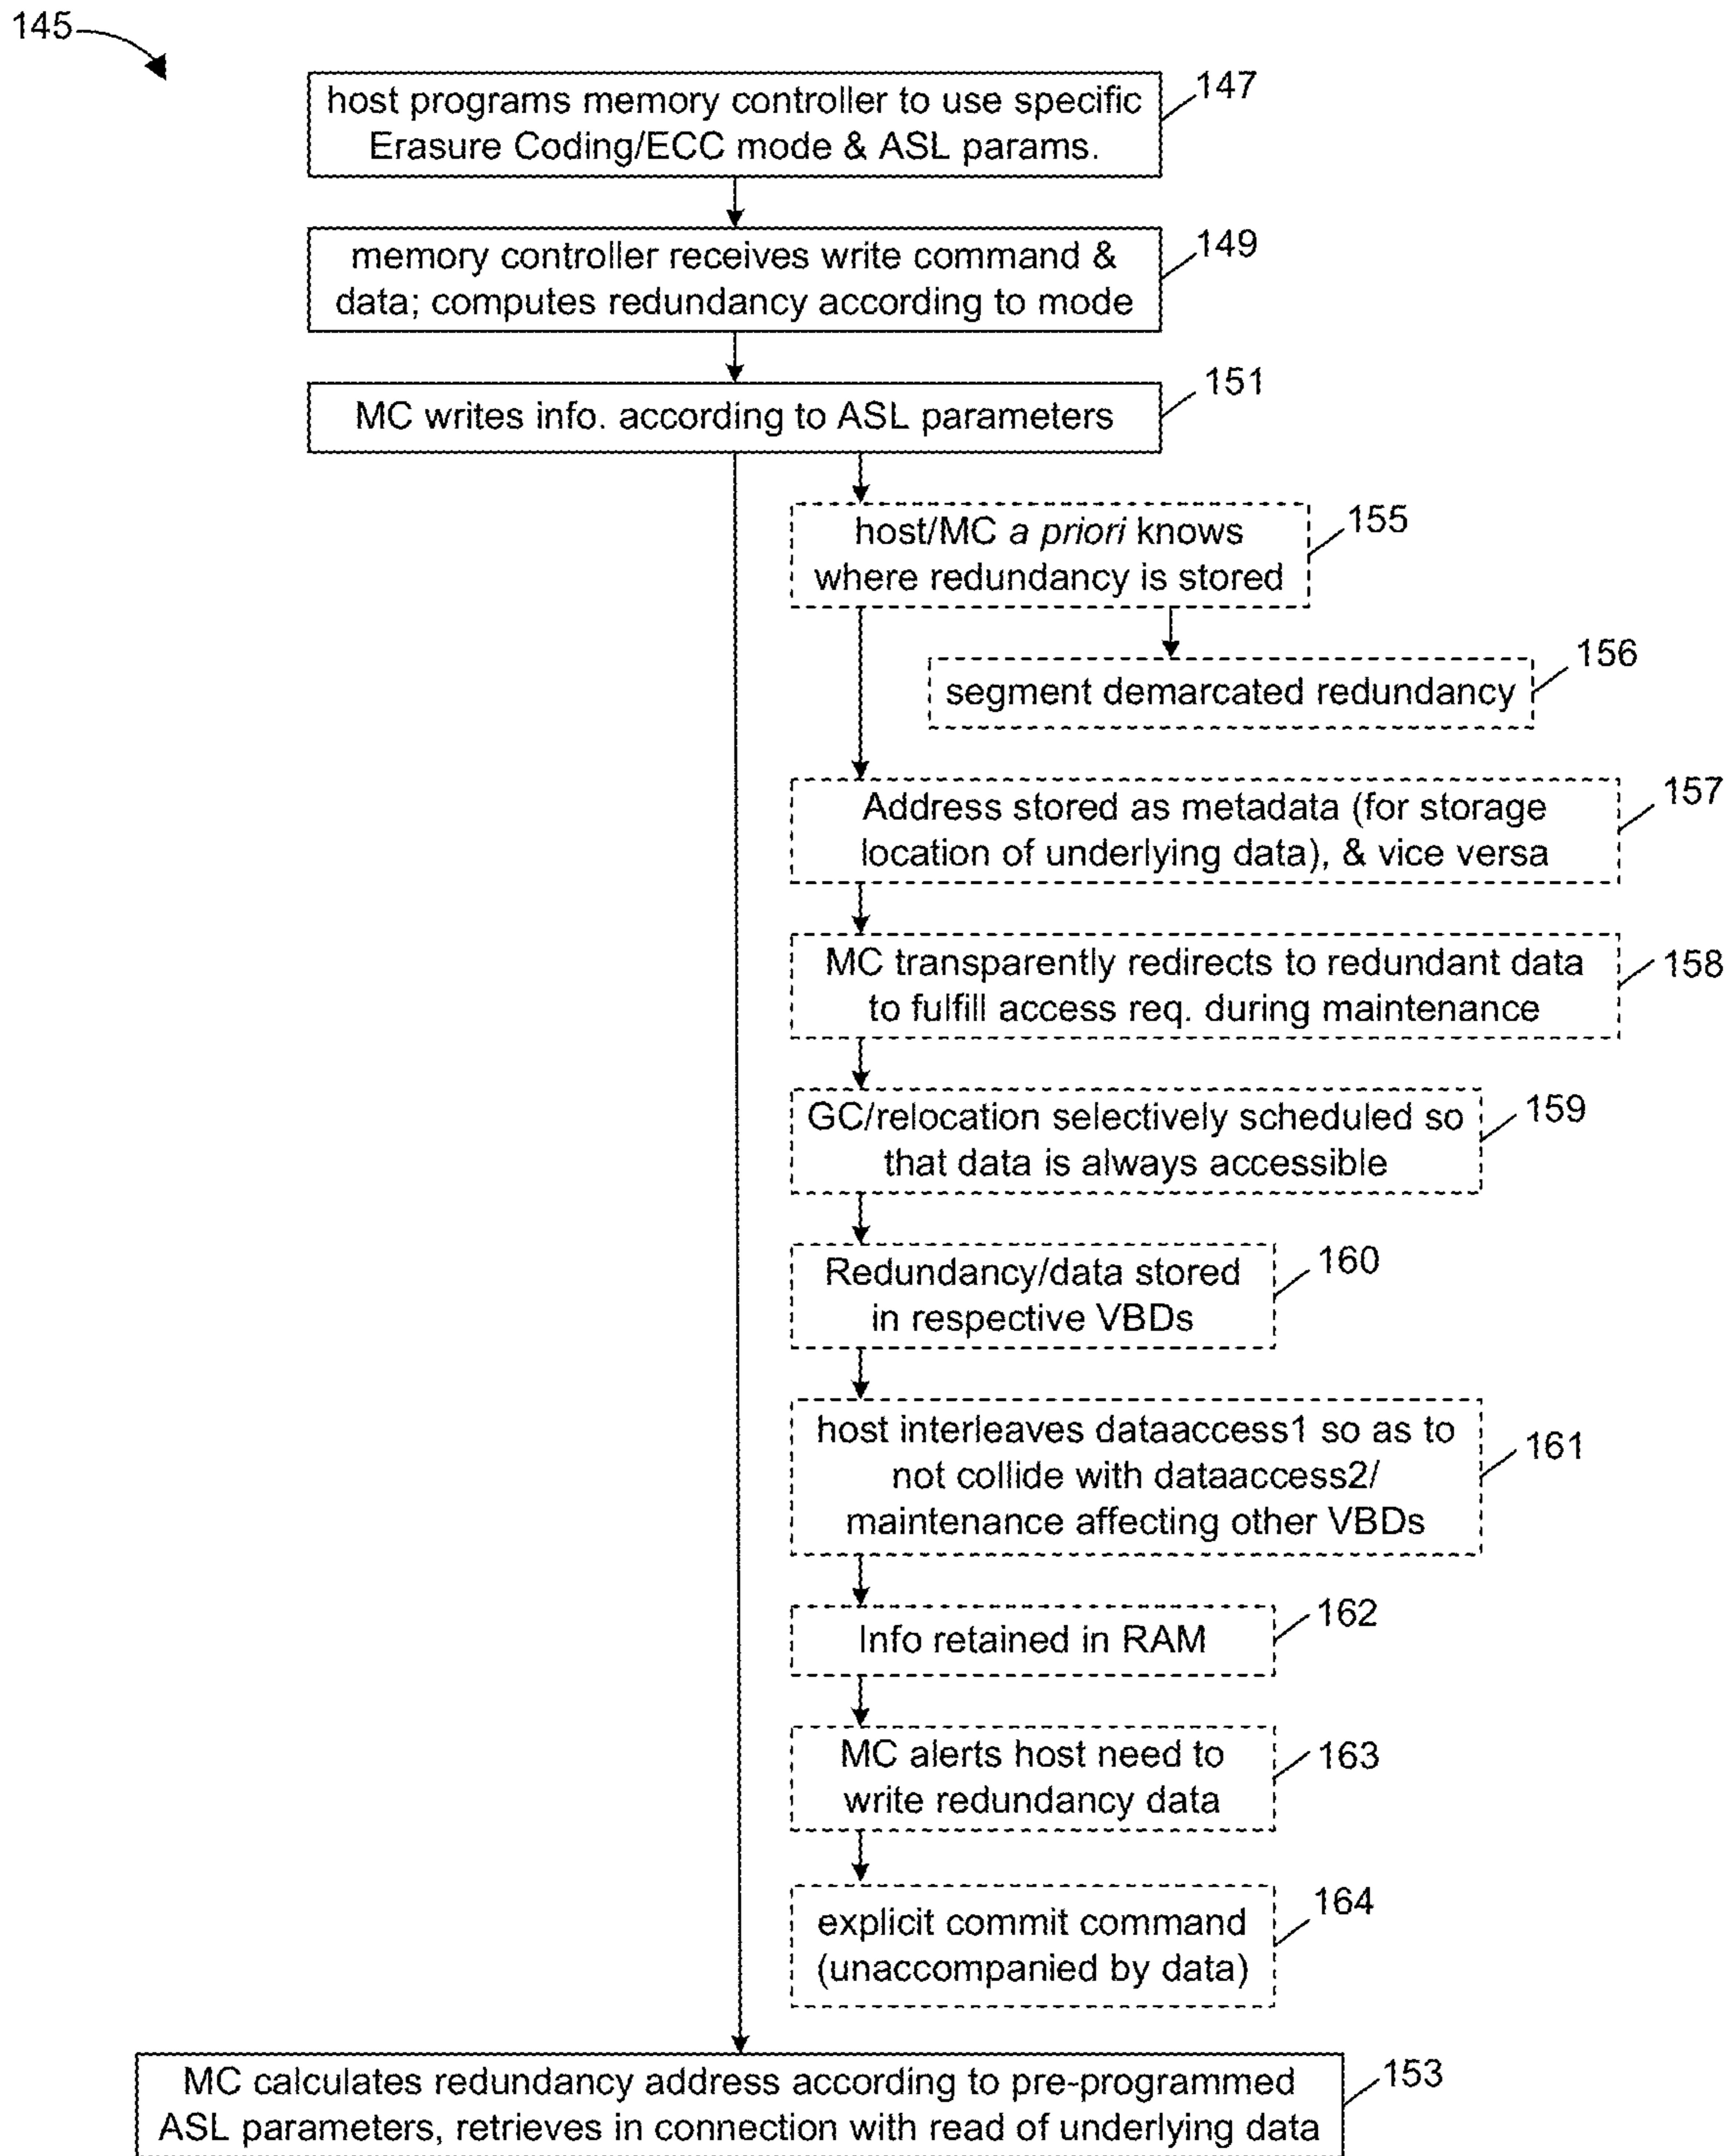 145
host programs memory controller to use specific
Erasure Coding/ECC mode & ASL params.
147
memory controller receives write command &
data; computes redundancy according to mode
149
MC writes info. according to ASL parameters
151
host/MC a priori knows
where redundancy is stored
155
segment demarcated redundancy
156
Address stored as metadata (for storage
location of underlying data), & vice versa
157
MC transparently redirects to redundant data
to fulfill access req. during maintenance
158
GC/relocation selectively scheduled so
that data is always accessible
159
Redundancy/data stored
in respective VBDs
160
host interleaves dataaccess1 so as to
not collide with dataaccess2/
maintenance affecting other VBDs
161
Info retained in RAM
162
MC alerts host need to
write redundancy data
163
explicit commit command
(unaccompanied by data)
164
MC calculates redundancy address according to pre-programmed
ASL parameters, retrieves in connection with read of underlying data
153